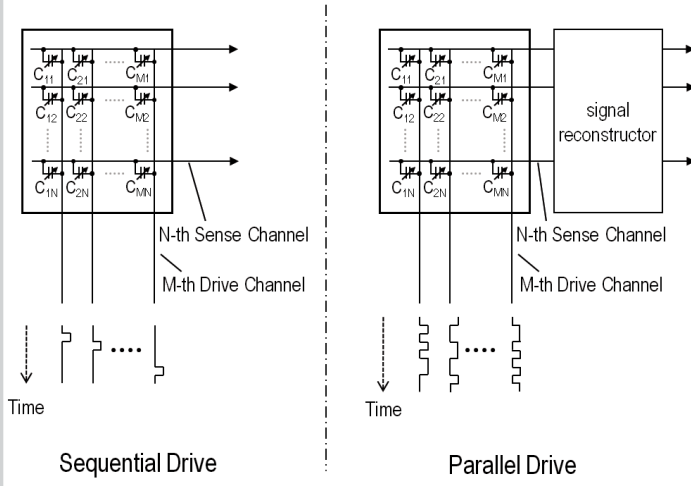 C11 C21 CM1
C12 C22 CM2
C1N C2N CMN
N-th Sense Channel
M-th Drive Channel
Time
Sequential Drive
C11 C21 CM1
C12 C22 CM2
C1N C2N CMN
signal
reconstructor
N-th Sense Channel
M-th Drive Channel
Time
Parallel Drive